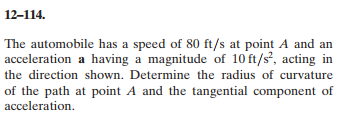 12–114.
The automobile has a speed of 80 ft/s at point A and an
acceleration a having a magnitude of 10 ft/s², acting in
the direction shown. Determine the radius of curvature
of the path at point A and the tangential component of
acceleration.